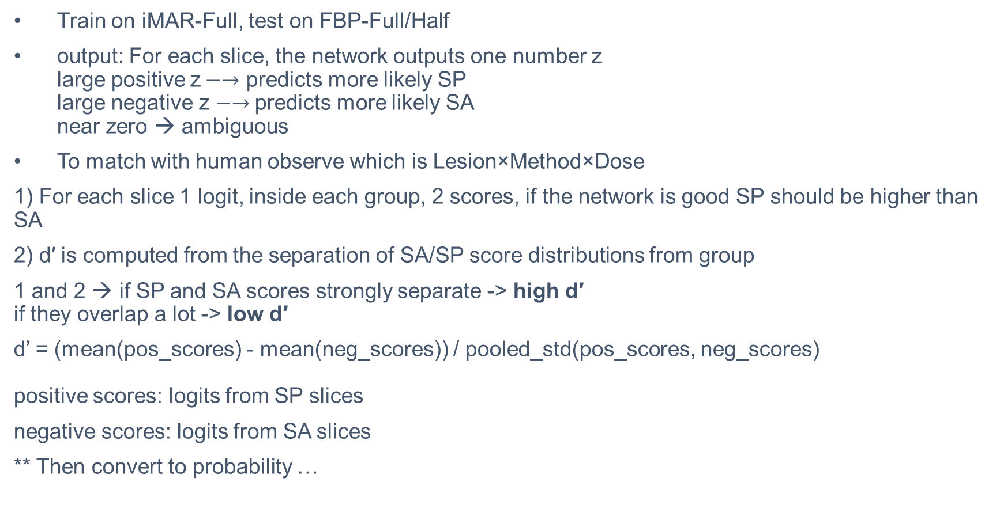 • Train on iMAR-Full, test on FBP-Full/Half
• output: For each slice, the network outputs one number z
large positive z −→ predicts more likely SP
large negative z −→ predicts more likely SA
near zero → ambiguous
• To match with human observe which is Lesion×Method×Dose
1) For each slice 1 logit, inside each group, 2 scores, if the network is good SP should be higher than
SA
2) d′ is computed from the separation of SA/SP score distributions from group
1 and 2 → if SP and SA scores strongly separate -> high d′
if they overlap a lot -> low d′
d’ = (mean(pos_scores) - mean(neg_scores)) / pooled_std(pos_scores, neg_scores)
positive scores: logits from SP slices
negative scores: logits from SA slices
** Then convert to probability …